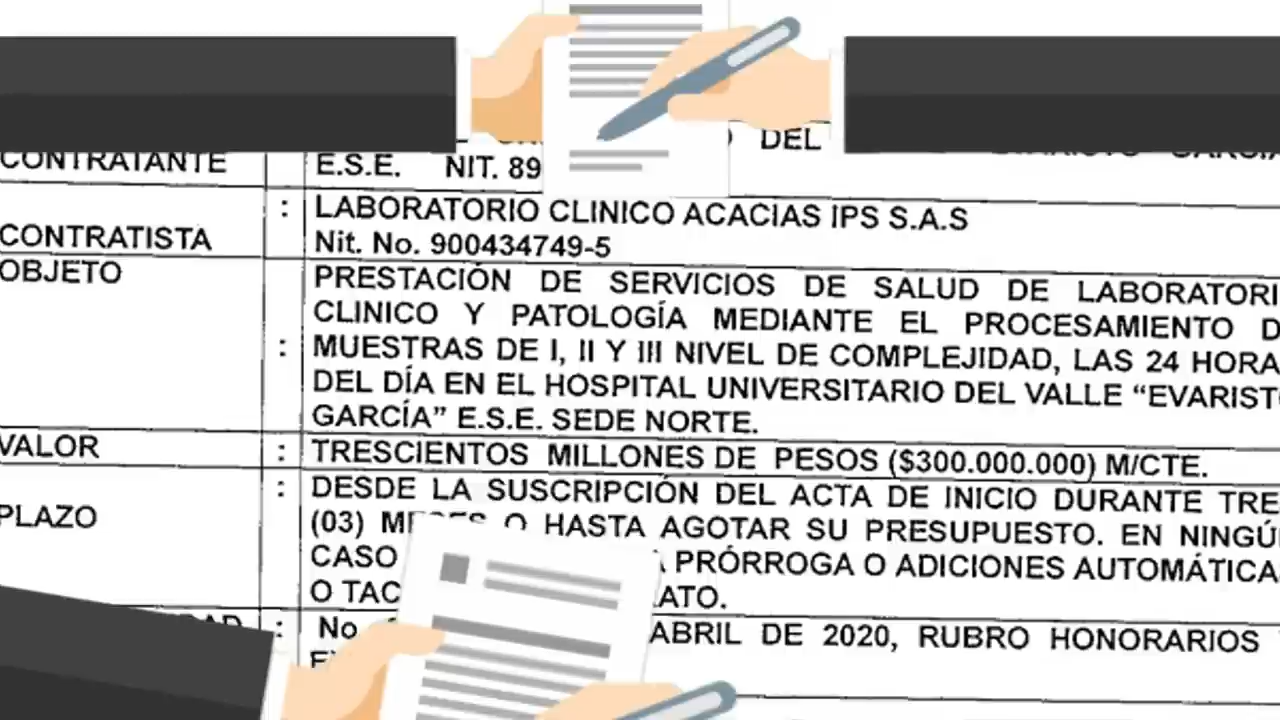 DEL
CONTRATANTE
E.S.E. NIT. 89
: LABORATORIO CLINICO ACACIAS IPS S.A.S
CONTRATISTA Nit. No. 900434749-5
OBJETO PRESTACIÓN DE SERVICIOS DE SALUD DE LABORATORI
CLINICO Y PATOLOGÍA MEDIANTE EL PROCESAMIENTO D
: MUESTRAS DE I, II Y III NIVEL DE COMPLEJIDAD, LAS 24 HORA
DEL DÍA EN EL HOSPITAL UNIVERSITARIO DEL VALLE “EVARISTO
GARCÍA” E.S.E. SEDE NORTE.
VALOR : TRESCIENTOS MILLONES DE PESOS ($300.000.000) M/CTE.
: DESDE LA SUSCRIPCIÓN DEL ACTA DE INICIO DURANTE TRE
PLAZO (03) MESES O HASTA AGOTAR SU PRESUPUESTO. EN NINGÚ
CASO PRÓRROGA O ADICIONES AUTOMÁTICA
O TAC ATO.
: No ABRIL DE 2020, RUBRO HONORARIOS